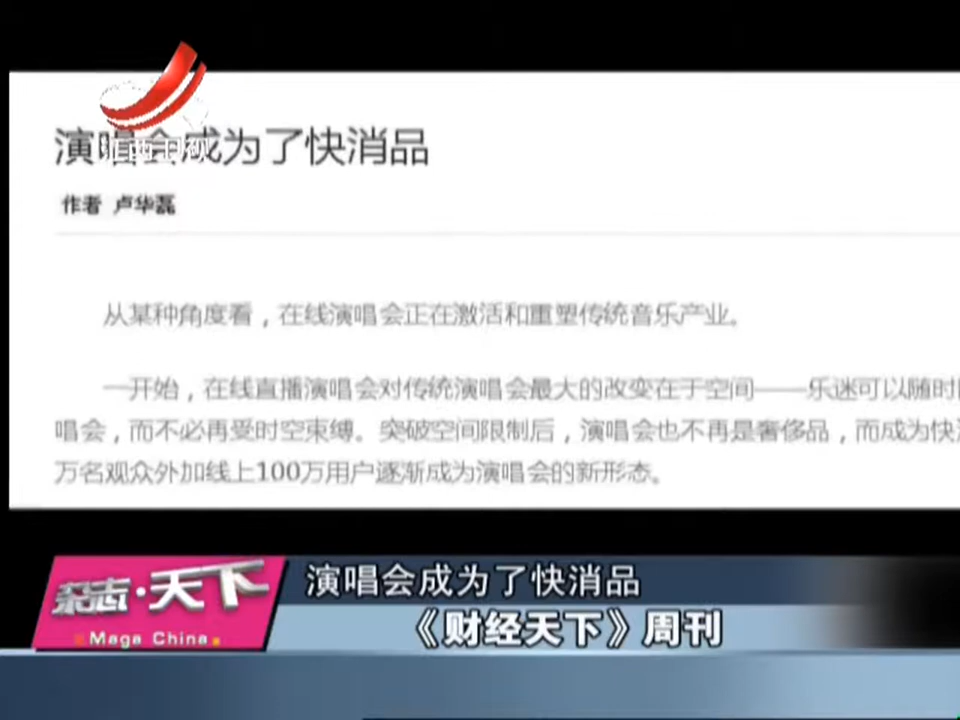 演唱会成为了快消品
江西卫视
作者 卢华磊
从某种角度看，在线演唱会正在激活和重塑传统音乐产业。
一开始，在线直播演唱会对传统演唱会最大的改变在于空间——乐迷可以随时
唱会，而不必再受时空束缚。突破空间限制后，演唱会也不再是奢侈品，而成为快
万名观众外加线上100万用户逐渐成为演唱会的新形态。
杂志·天下
Maga China
演唱会成为了快消品
《财经天下》周刊